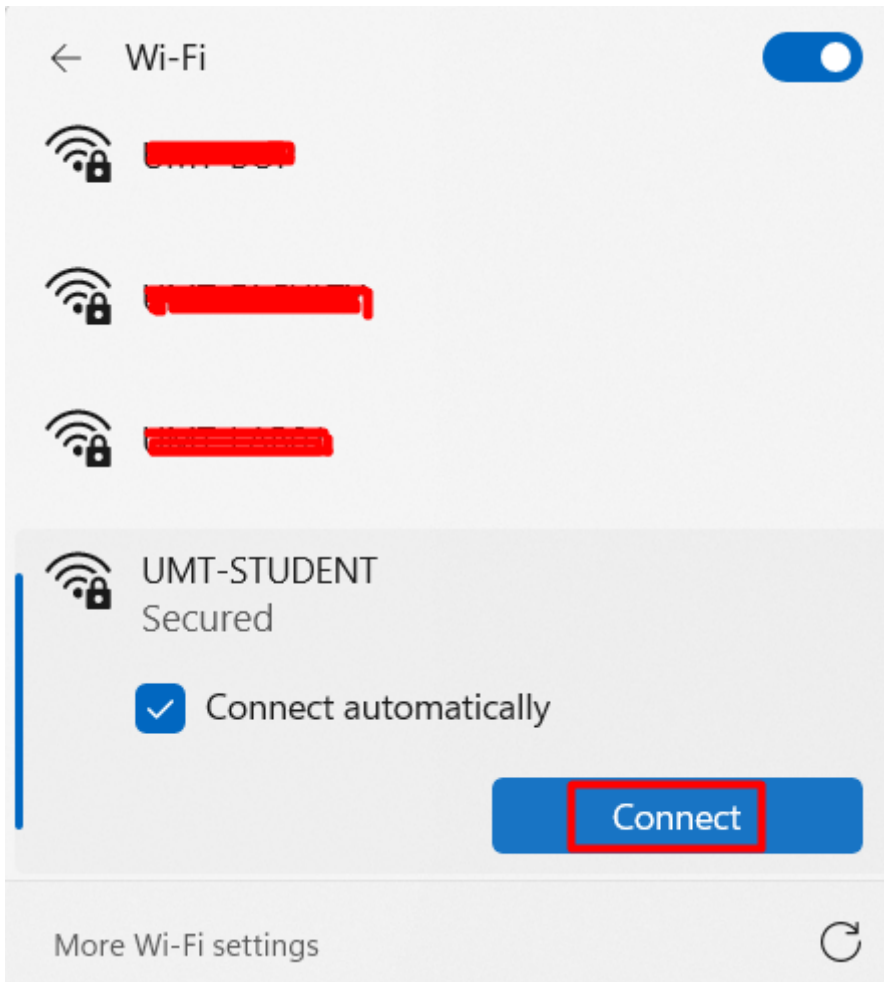 Wi-Fi
UMT-STUDENT
Secured
Connect automatically
Connect
More Wi-Fi settings